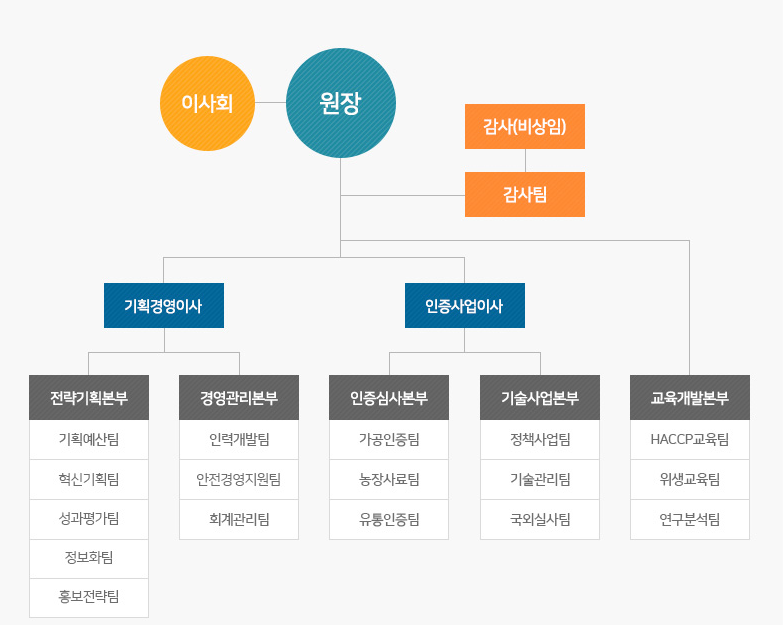 이사회
원장
감사(비상임)
감사팀
기획경영이사
인증사업이사
전략기획본부
기획예산팀
혁신기획팀
성과평가팀
정보화팀
홍보전략팀
경영관리본부
인력개발팀
안전경영지원팀
회계관리팀
인증심사본부
가공인증팀
농장사료팀
유통인증팀
기술사업본부
정책사업팀
기술관리팀
국외실사팀
교육개발본부
HACCP교육팀
위생교육팀
연구분석팀